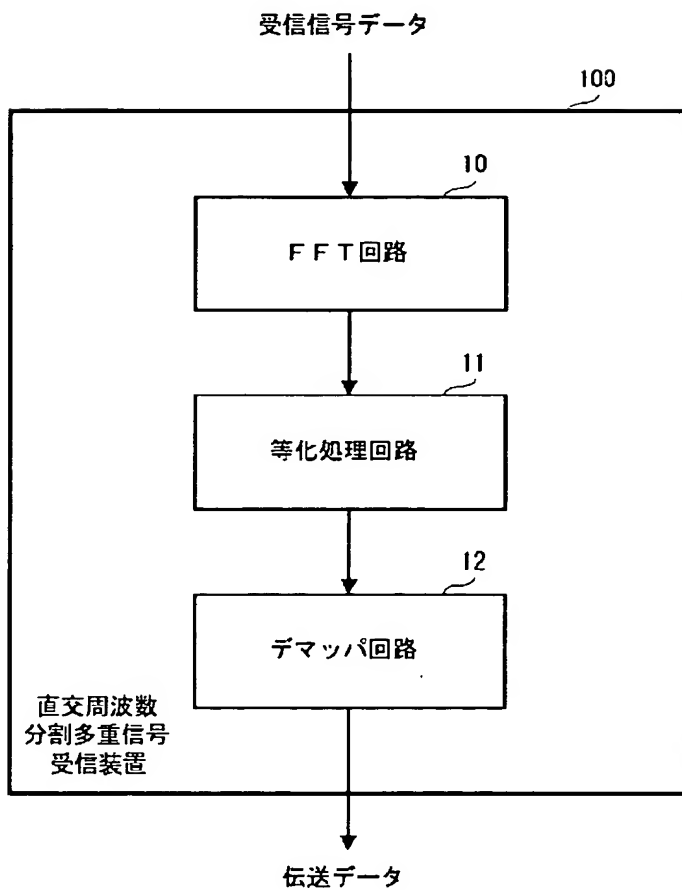 受信信号データ
100
10
FFT回路
11
等化処理回路
12
デマッパ回路
直交周波数
分割多重信号
受信装置
伝送データ